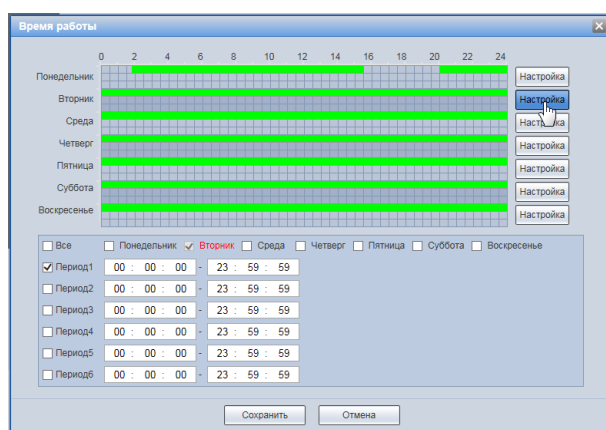 Время работы
0 2 4 6 8 10 12 14 16 18 20 22 24
Понедельник Настройка
Вторник Настройка
Среда Настройка
Четверг Настройка
Пятница Настройка
Суббота Настройка
Воскресенье Настройка
Все Понедельник Вторник Среда Четверг Пятница Суббота Воскресенье
Период1 00 : 00 : 00 - 23 : 59 : 59
Период2 00 : 00 : 00 - 23 : 59 : 59
Период3 00 : 00 : 00 - 23 : 59 : 59
Период4 00 : 00 : 00 - 23 : 59 : 59
Период5 00 : 00 : 00 - 23 : 59 : 59
Период6 00 : 00 : 00 - 23 : 59 : 59
Сохранить Отмена